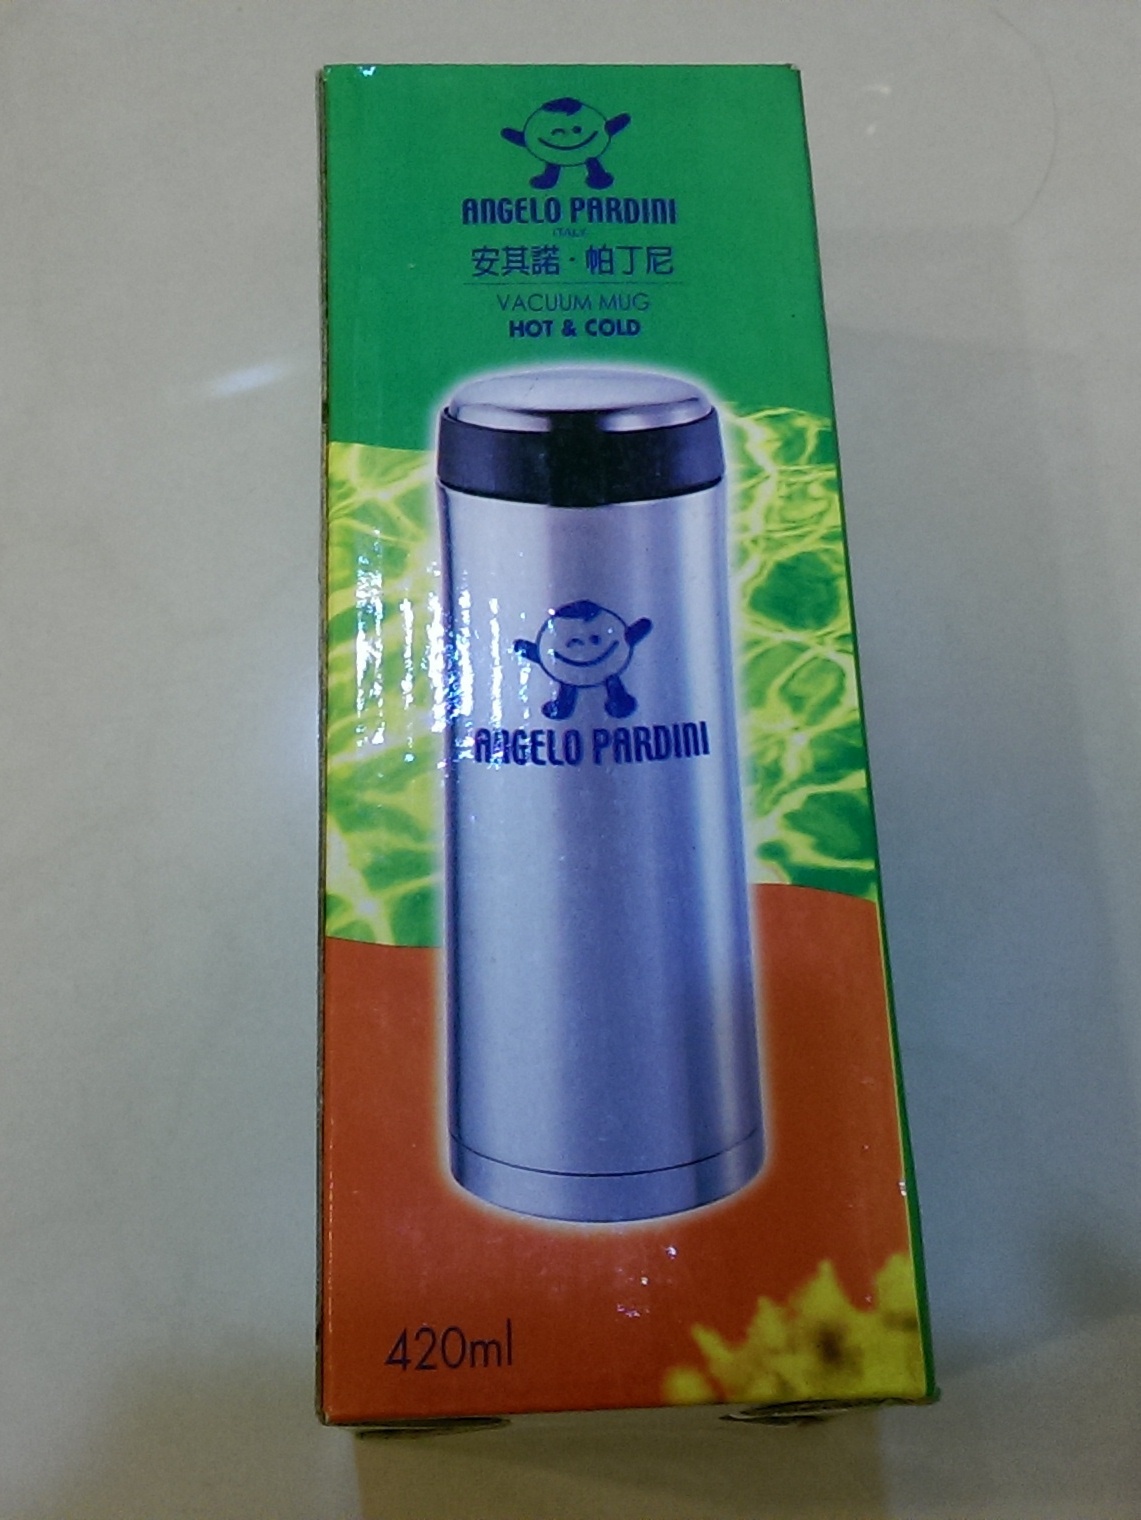 ANGELO PARDINI
ITALY
安其諾·帕丁尼
VACUUM MUG
HOT & COLD
ANGELO PARDINI
420ml